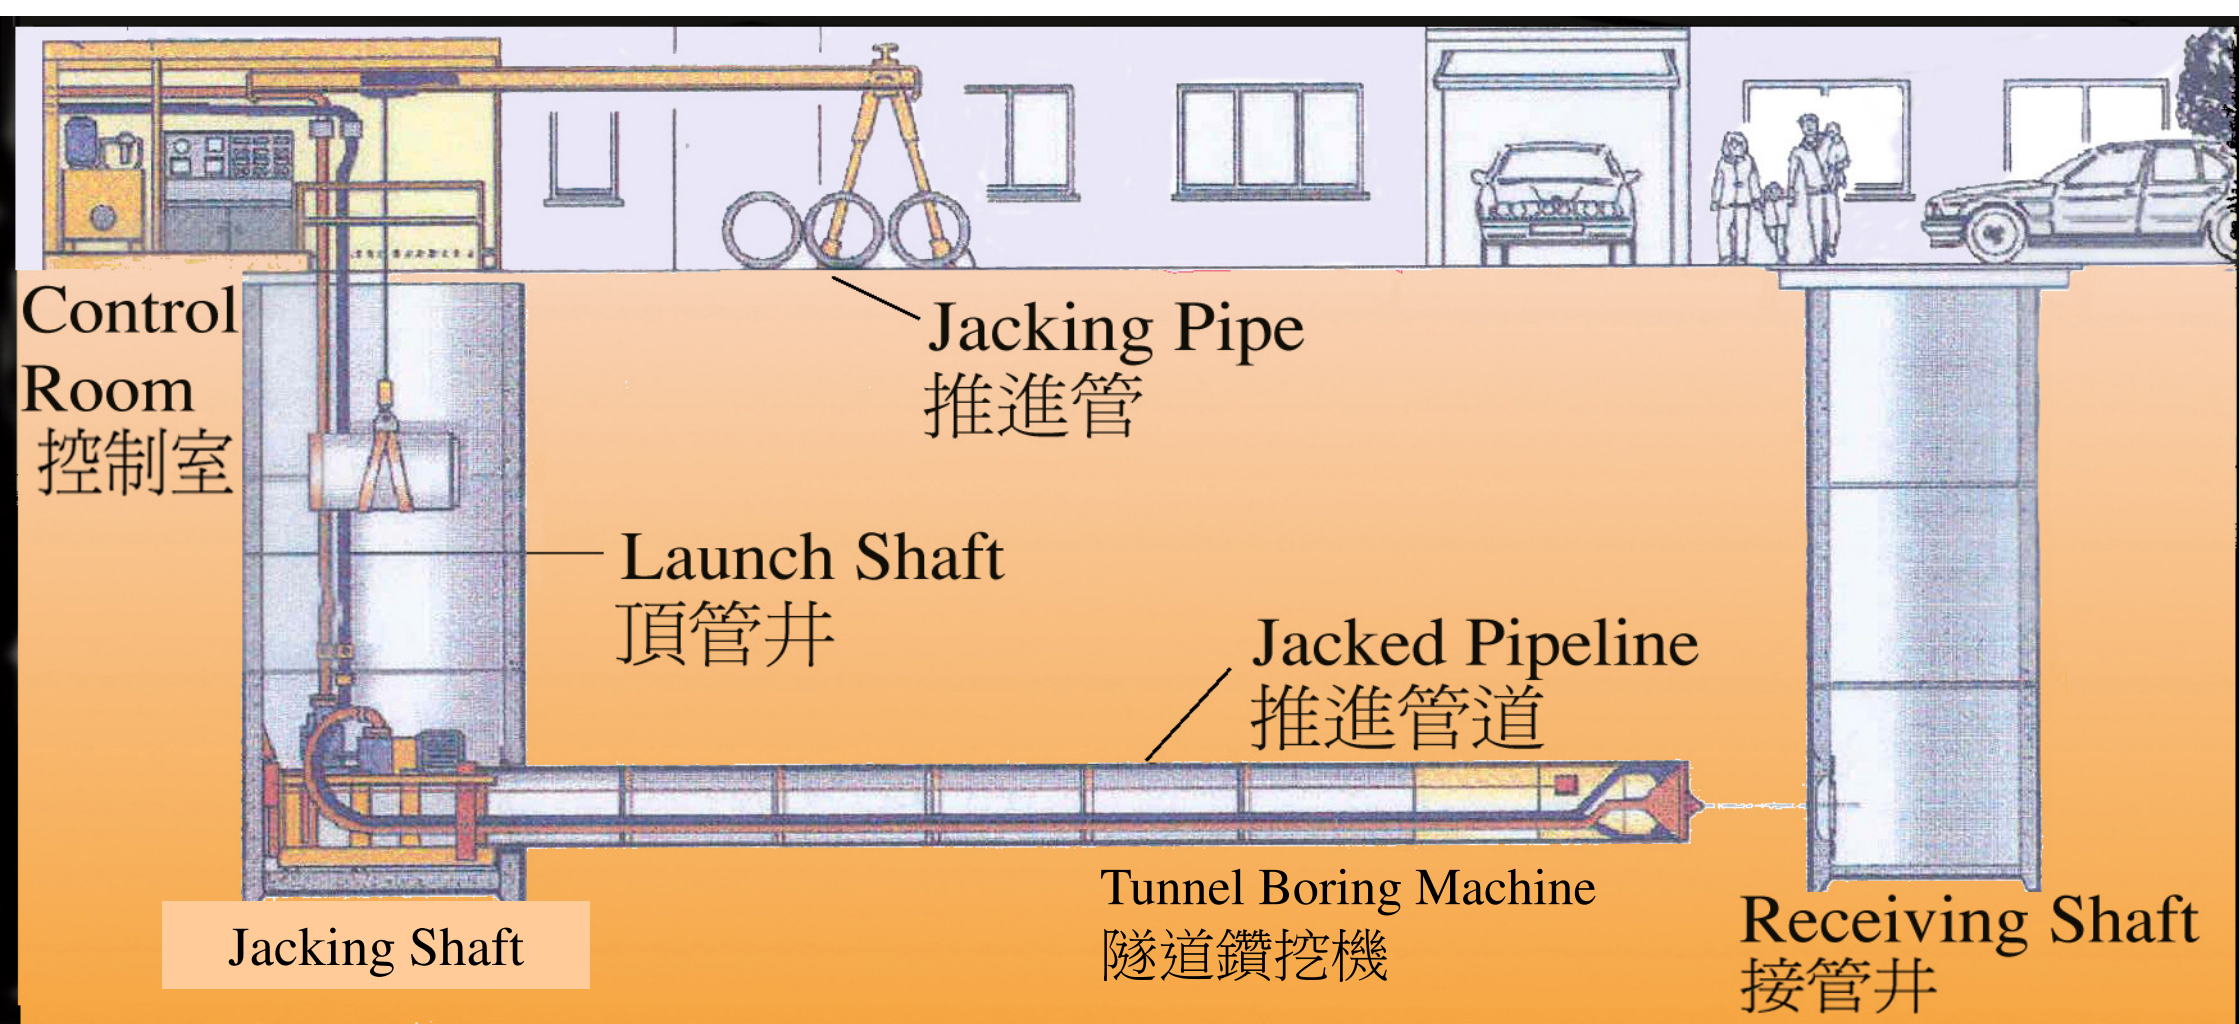 Control
Room
控制室
Jacking Pipe
推進管
Launch Shaft
頂管井
Jacked Pipeline
推進管道
Tunnel Boring Machine
隧道鑽挖機
Jacking Shaft
Receiving Shaft
接管井